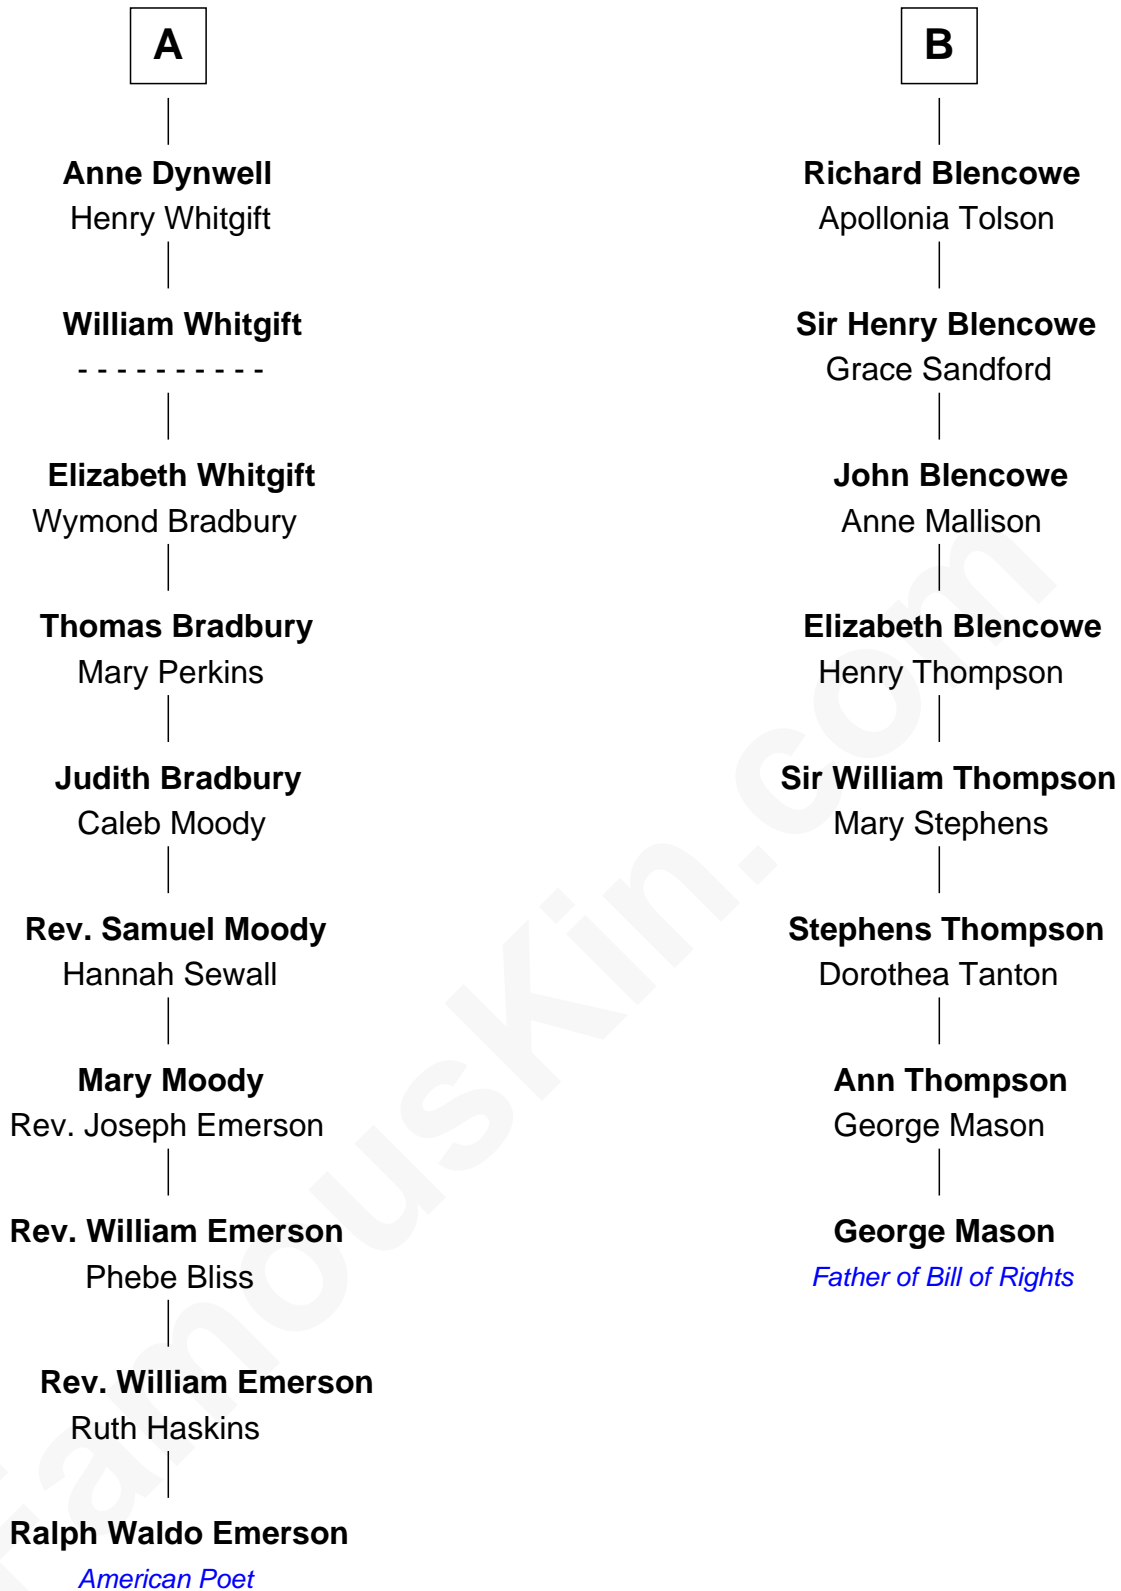 A
Anne Dynwell
Henry Whitgift
William Whitgift
- - - - - - - - - -
Elizabeth Whitgift
Wymond Bradbury
Thomas Bradbury
Mary Perkins
Judith Bradbury
Caleb Moody
Rev. Samuel Moody
Hannah Sewall
Mary Moody
Rev. Joseph Emerson
Rev. William Emerson
Phebe Bliss
Rev. William Emerson
Ruth Haskins
Ralph Waldo Emerson
American Poet
B
Richard Blencowe
Apollonia Tolson
Sir Henry Blencowe
Grace Sandford
John Blencowe
Anne Mallison
Elizabeth Blencowe
Henry Thompson
Sir William Thompson
Mary Stephens
Stephens Thompson
Dorothea Tanton
Ann Thompson
George Mason
George Mason
Father of Bill of Rights
FamousKin.com